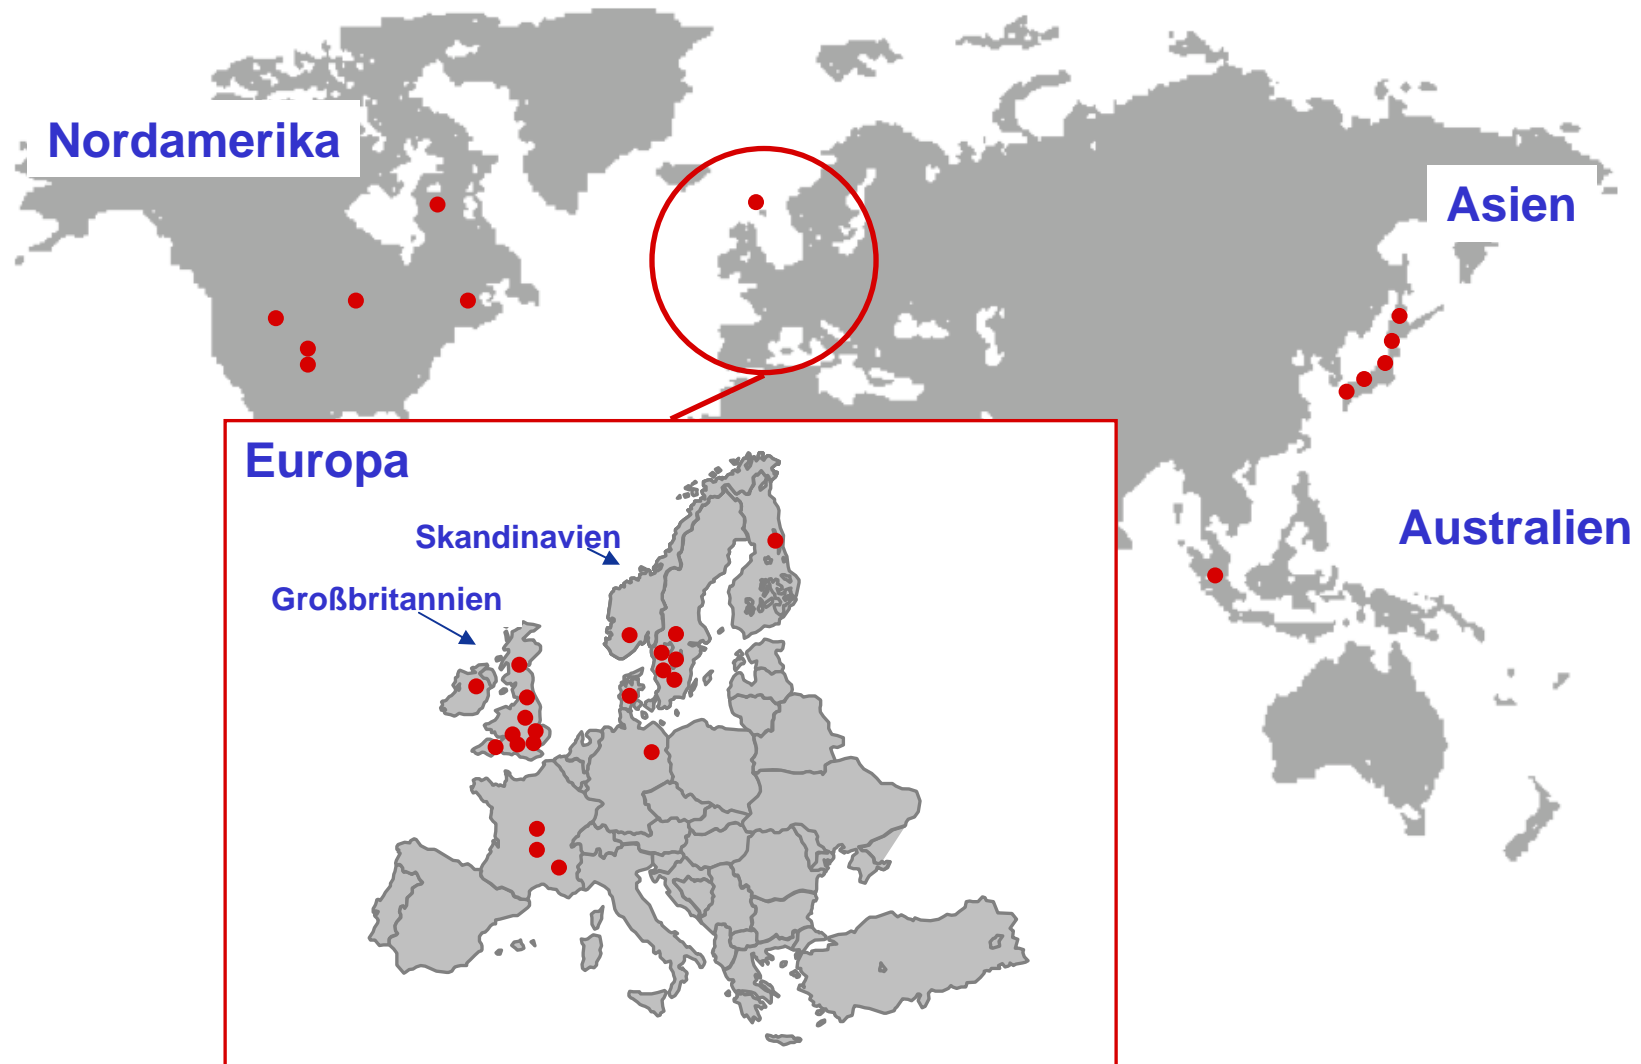 Nordamerika
Asien
Europa
Skandinavien
Australien
Großbritannien